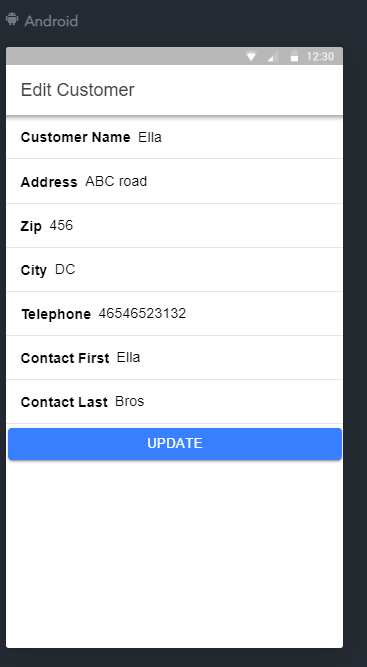 Android
12:30
Edit Customer
Customer Name Ella
Address ABC road
Zip 456
City DC
Telephone 46546523132
Contact First Ella
Contact Last Bros
UPDATE